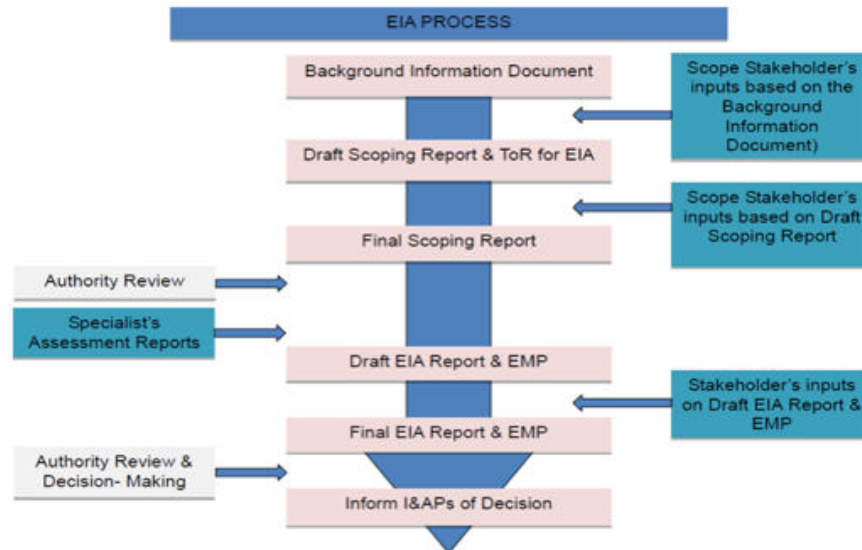 EIA PROCESS
Background Information Document
Scope Stakeholder's
inputs based on the
Background
Information
Document)
Draft Scoping Report & ToR for EIA
Scope Stakeholder's
inputs based on Draft
Scoping Report
Final Scoping Report
Authority Review
Specialist's
Assessment Reports
Draft EIA Report & EMP
Stakeholder's inputs
on Draft EIA Report &
EMP
Final EIA Report & EMP
Authority Review &
Decision- Making
Inform I&APs of Decision